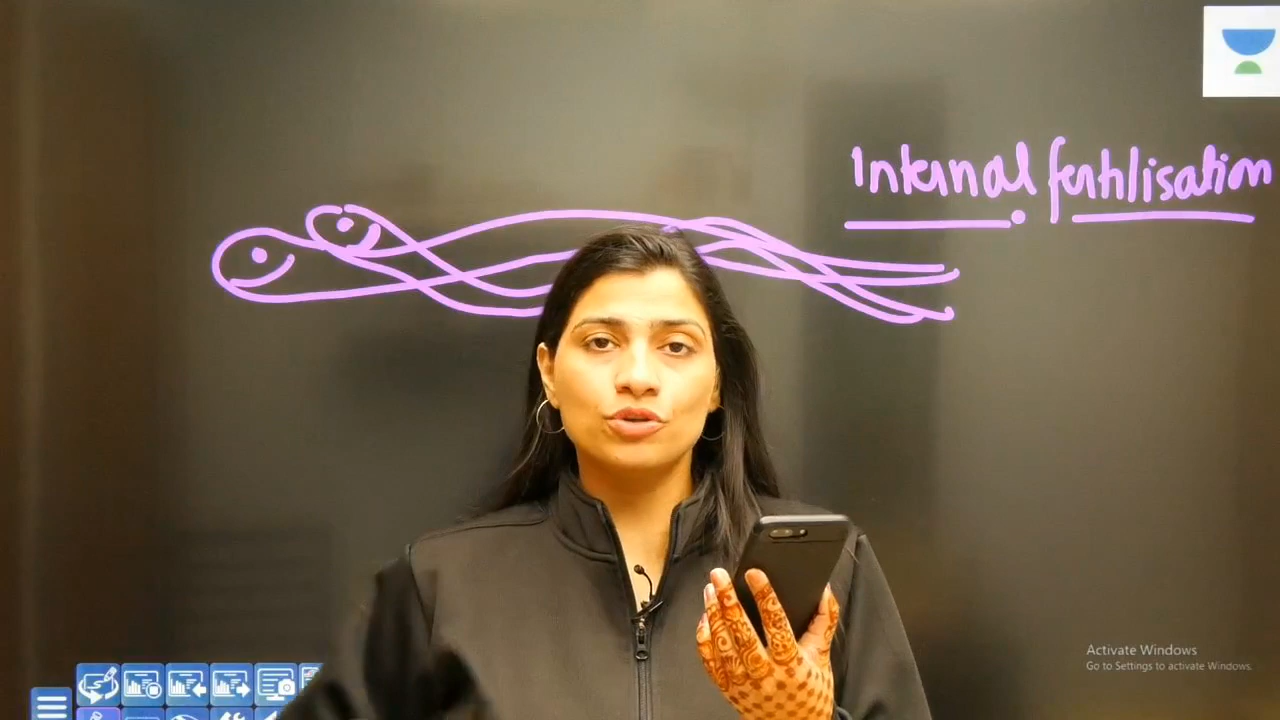 Internal fertilisation
Activate Windows
Go to Settings to activate Windows.